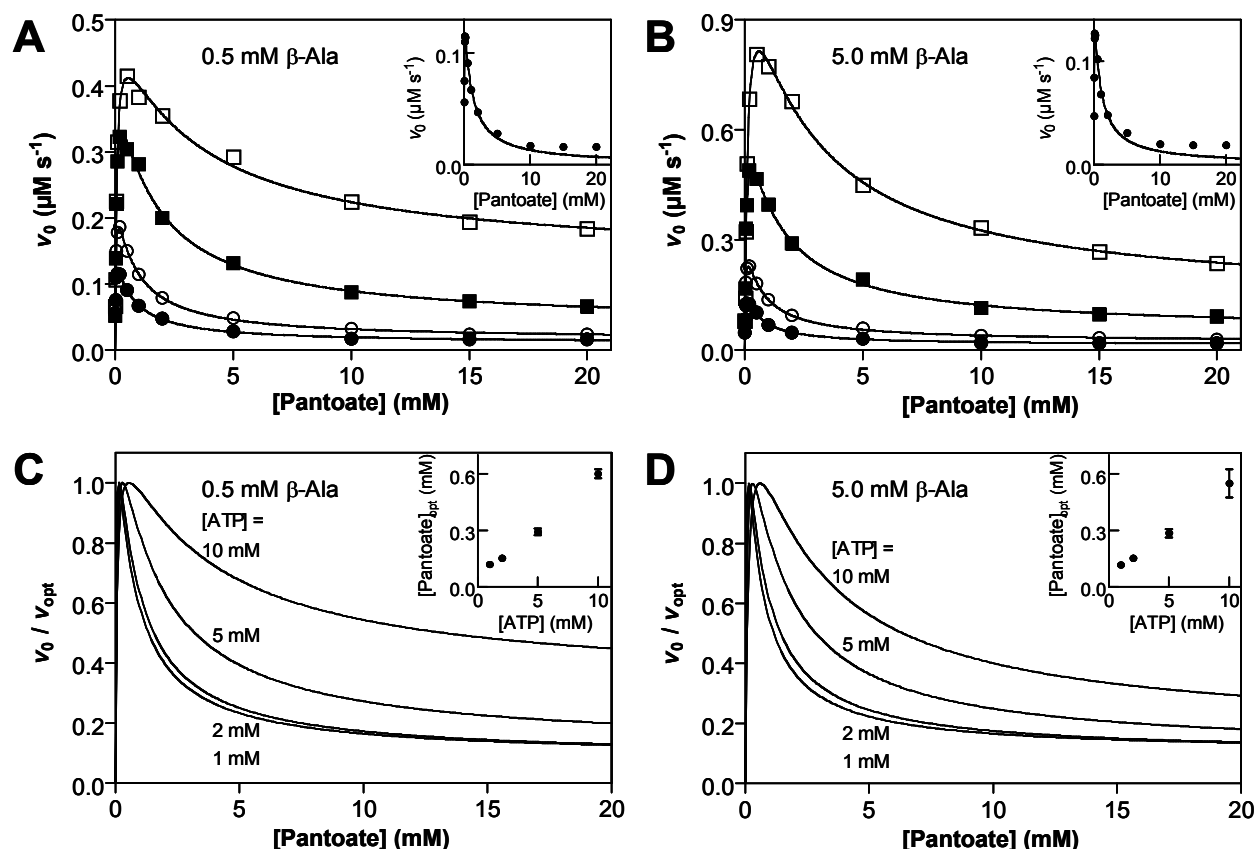 A
0.5 mM β-Ala
v0 (µM s-1)
0.5
0.4
0.3
0.2
0.1
0.0
0 5 10 15 20
[Pantoate] (mM)
v0 (µM s-1)
0.1
0.0
0 10 20
[Pantoate] (mM)
B
5.0 mM β-Ala
v0 (µM s-1)
0.9
0.6
0.3
0.0
0 5 10 15 20
[Pantoate] (mM)
v0 (µM s-1)
0.1
0.0
0 10 20
[Pantoate] (mM)
C
0.5 mM β-Ala
[ATP] =
10 mM
5 mM
2 mM
1 mM
v0 / vopt
1.0
0.8
0.6
0.4
0.2
0.0
0 5 10 15 20
[Pantoate] (mM)
[Pantoate]opt (mM)
0.6
0.3
0.0
0 5 10
[ATP] (mM)
D
5.0 mM β-Ala
[ATP] =
10 mM
5 mM
2 mM
1 mM
v0 / vopt
1.0
0.8
0.6
0.4
0.2
0.0
0 5 10 15 20
[Pantoate] (mM)
[Pantoate]opt (mM)
0.6
0.3
0.0
0 5 10
[ATP] (mM)